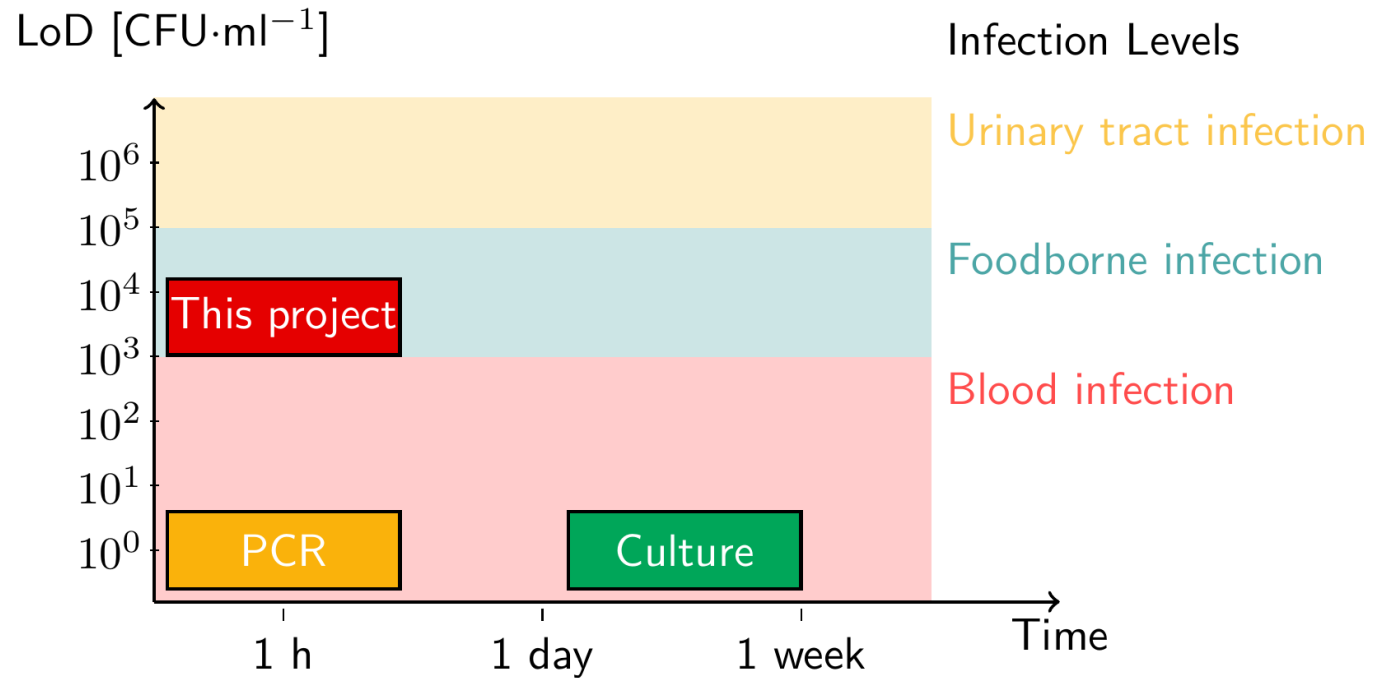 LoD [CFU·ml⁻¹]
Infection Levels
Urinary tract infection
10⁶
10⁵
Foodborne infection
10⁴
This project
10³
Blood infection
10²
10¹
10⁰
PCR
Culture
Time
1 h
1 day
1 week